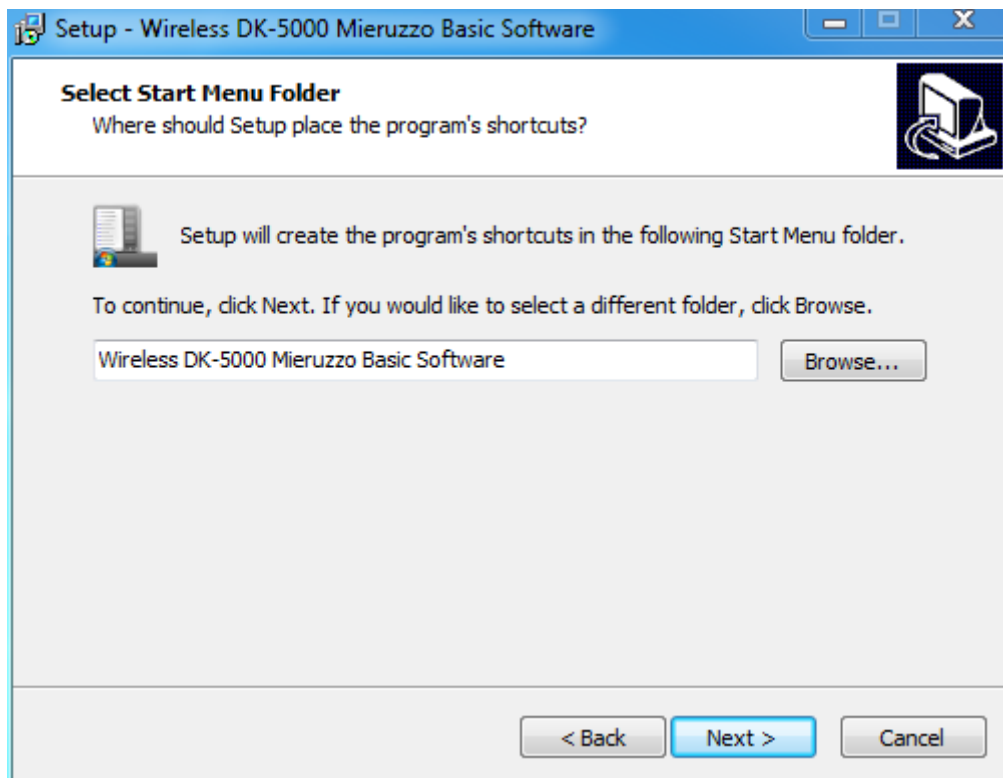 Setup - Wireless DK-5000 Mieruzzo Basic Software
Select Start Menu Folder
Where should Setup place the program's shortcuts?
Setup will create the program's shortcuts in the following Start Menu folder.
To continue, click Next. If you would like to select a different folder, click Browse.
Wireless DK-5000 Mieruzzo Basic Software
Browse...
< Back
Next >
Cancel